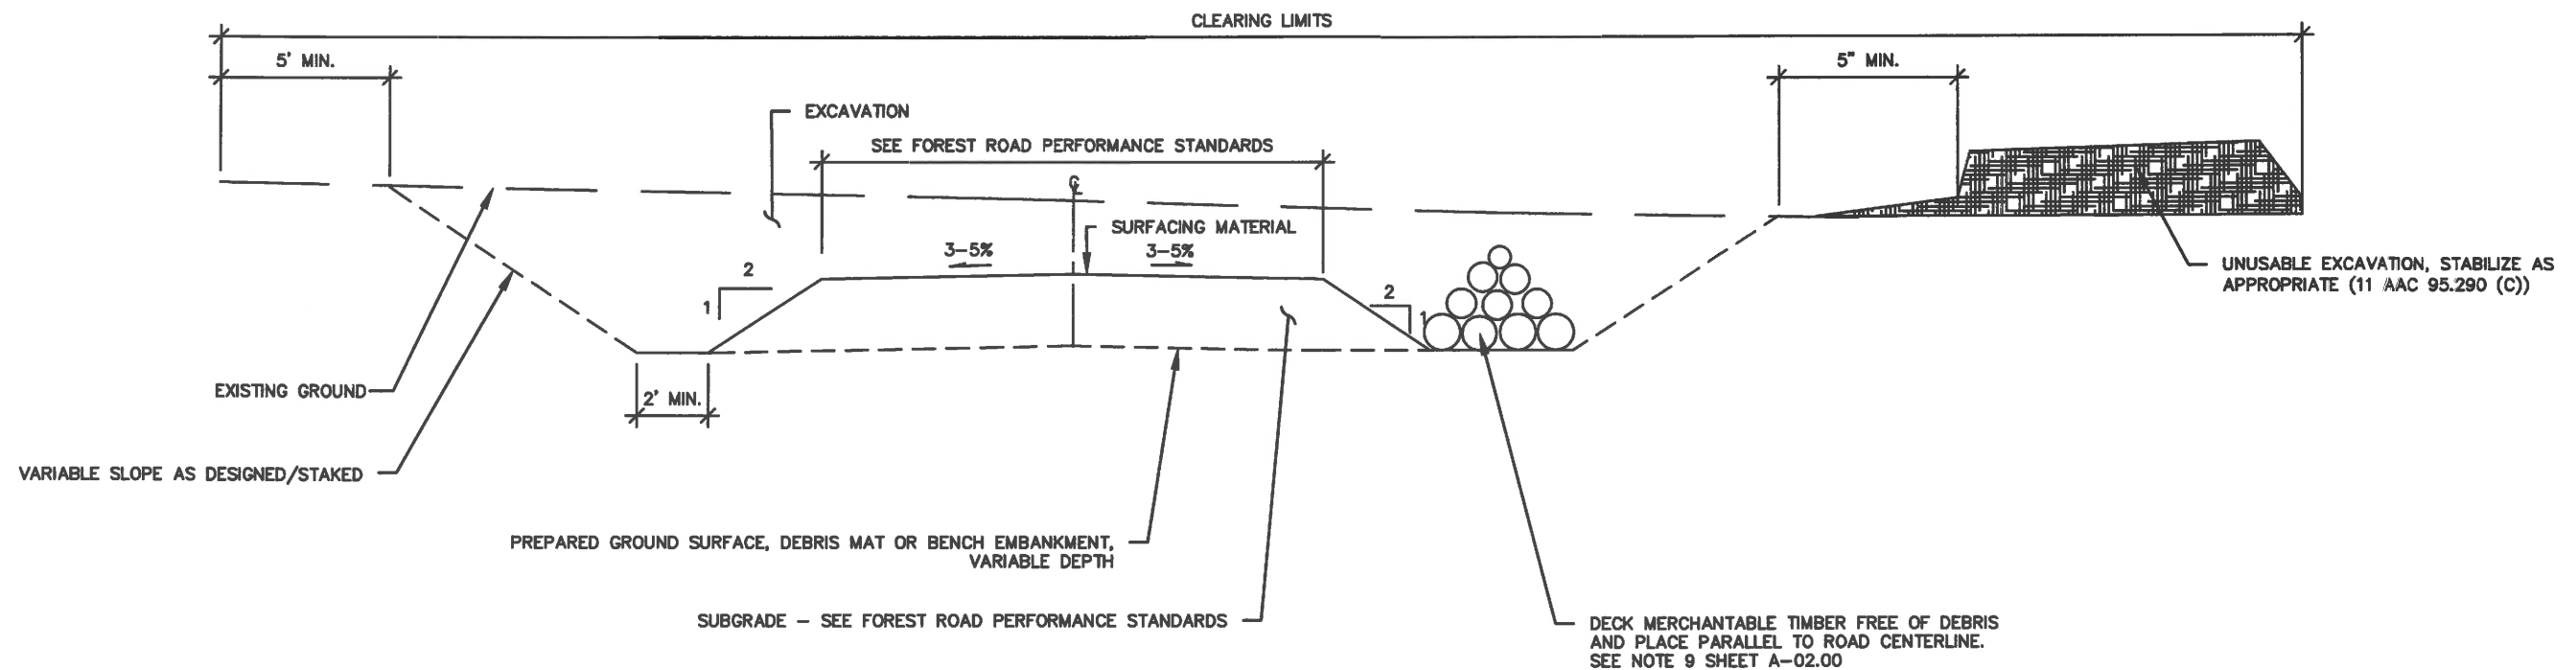 CLEARING LIMITS
5' MIN.
5" MIN.
EXCAVATION
SEE FOREST ROAD PERFORMANCE STANDARDS
℄
SURFACING MATERIAL
3-5%
3-5%
2
1
2
1
UNUSABLE EXCAVATION, STABILIZE AS
APPROPRIATE (11 AAC 95.290 (C))
EXISTING GROUND
2' MIN.
VARIABLE SLOPE AS DESIGNED/STAKED
PREPARED GROUND SURFACE, DEBRIS MAT OR BENCH EMBANKMENT,
VARIABLE DEPTH
SUBGRADE - SEE FOREST ROAD PERFORMANCE STANDARDS
DECK MERCHANTABLE TIMBER FREE OF DEBRIS
AND PLACE PARALLEL TO ROAD CENTERLINE.
SEE NOTE 9 SHEET A-02.00